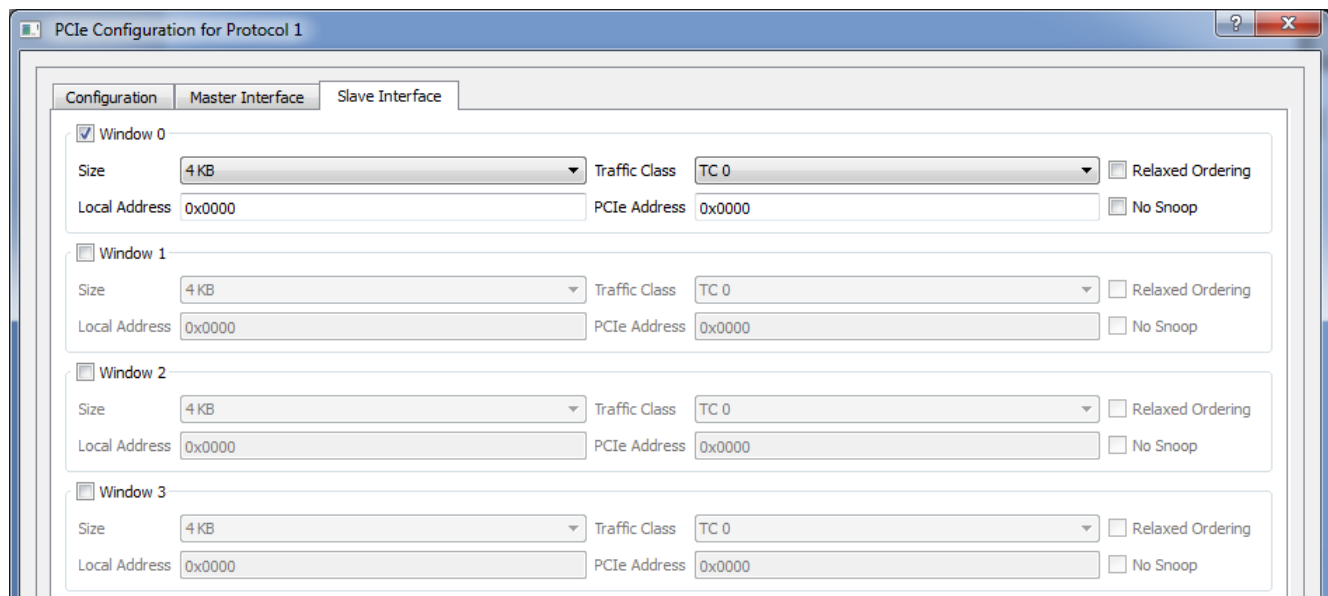 PCIe Configuration for Protocol 1
Configuration Master Interface Slave Interface
Window 0
Size 4 KB Traffic Class TC 0 Relaxed Ordering
Local Address 0x0000 PCIe Address 0x0000 No Snoop
Window 1
Size 4 KB Traffic Class TC 0 Relaxed Ordering
Local Address 0x0000 PCIe Address 0x0000 No Snoop
Window 2
Size 4 KB Traffic Class TC 0 Relaxed Ordering
Local Address 0x0000 PCIe Address 0x0000 No Snoop
Window 3
Size 4 KB Traffic Class TC 0 Relaxed Ordering
Local Address 0x0000 PCIe Address 0x0000 No Snoop